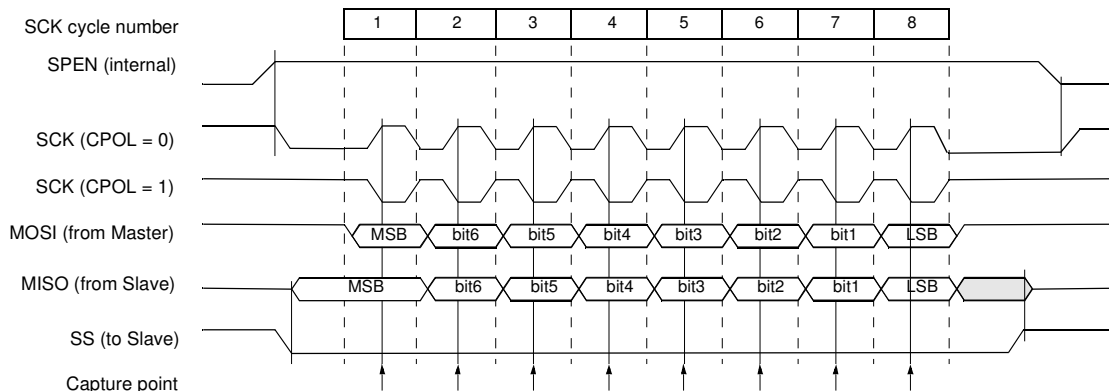 SCK cycle number 1 2 3 4 5 6 7 8
SPEN (internal)
SCK (CPOL = 0)
SCK (CPOL = 1)
MOSI (from Master) MSB bit6 bit5 bit4 bit3 bit2 bit1 LSB
MISO (from Slave) MSB bit6 bit5 bit4 bit3 bit2 bit1 LSB
SS (to Slave)
Capture point